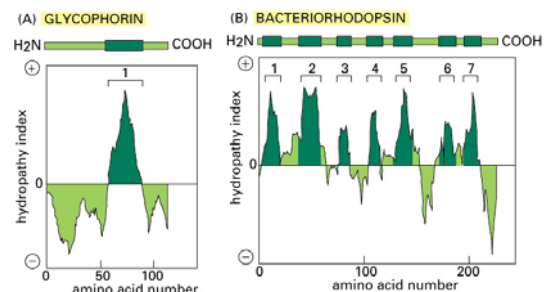 (A) GLYCOPHORIN
H2N COOH
1
+
hydropathy index
0
−
0 50 100
amino acid number
(B) BACTERIORHODOPSIN
H2N COOH
1 2 3 4 5 6 7
+
hydropathy index
0
−
0 100 200
amino acid number